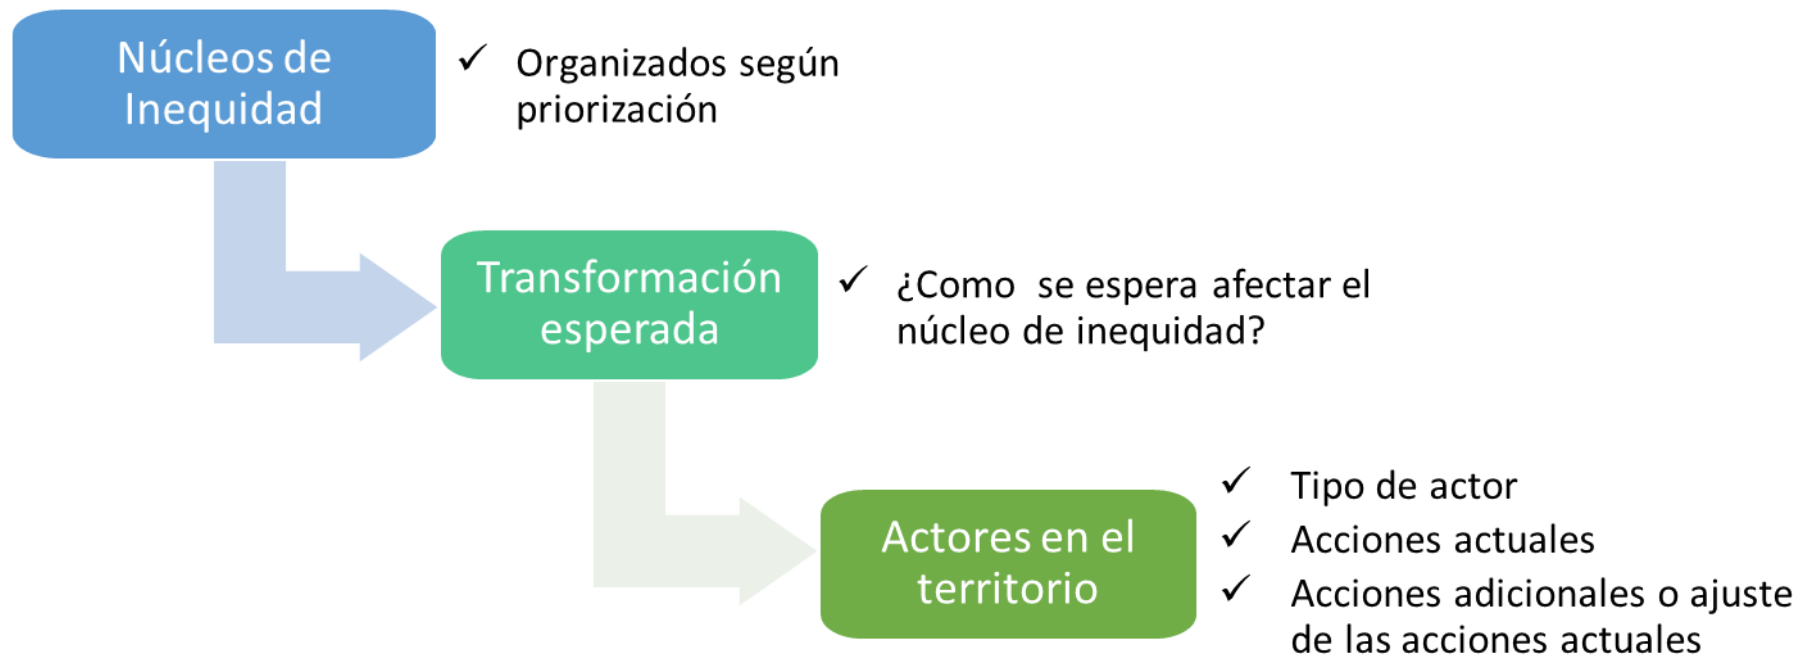 Núcleos de
Inequidad
✓ Organizados según
priorización
Transformación
esperada
✓ ¿Como se espera afectar el
núcleo de inequidad?
Actores en el
territorio
✓ Tipo de actor
✓ Acciones actuales
✓ Acciones adicionales o ajuste
de las acciones actuales